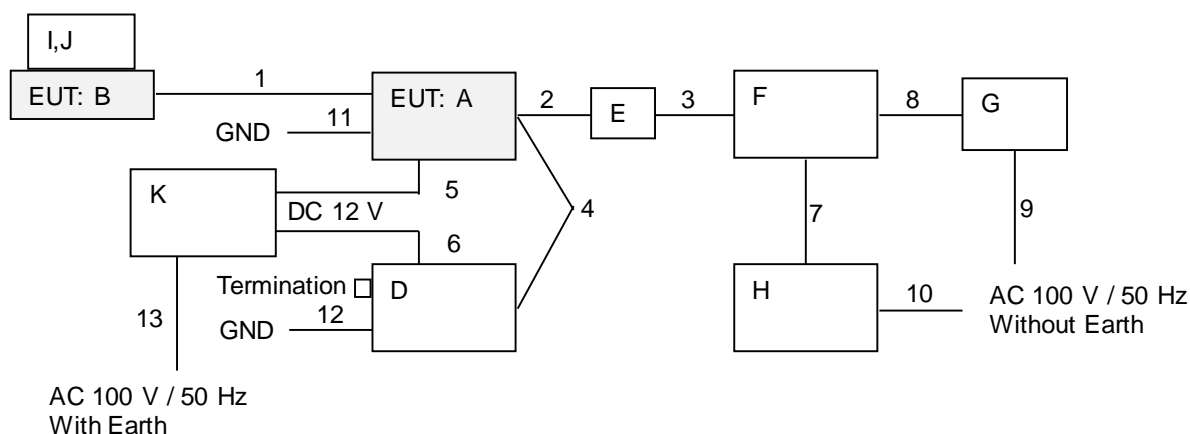 I,J
EUT: B
1
EUT: A
2
E
3
F
8
G
GND
11
K
5
DC 12 V
4
7
9
6
Termination
D
H
10
AC 100 V / 50 Hz
Without Earth
13
GND
12
AC 100 V / 50 Hz
With Earth